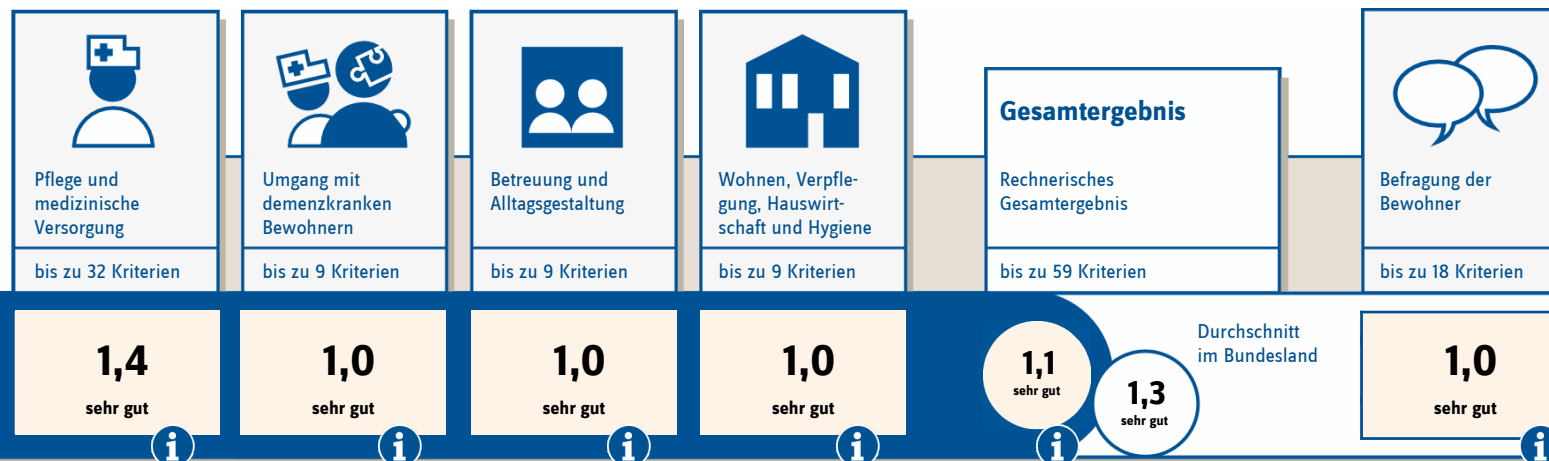 Pflege und
medizinische
Versorgung
bis zu 32 Kriterien
1,4
sehr gut
i
Umgang mit
demenzkranken
Bewohnern
bis zu 9 Kriterien
1,0
sehr gut
i
Betreuung und
Alltagsgestaltung
bis zu 9 Kriterien
1,0
sehr gut
i
Wohnen, Verpfle-
gung, Hauswirt-
schaft und Hygiene
bis zu 9 Kriterien
1,0
sehr gut
i
Gesamtergebnis
Rechnerisches
Gesamtergebnis
bis zu 59 Kriterien
1,1
sehr gut
i
1,3
sehr gut
Durchschnitt
im Bundesland
Befragung der
Bewohner
bis zu 18 Kriterien
1,0
sehr gut
i